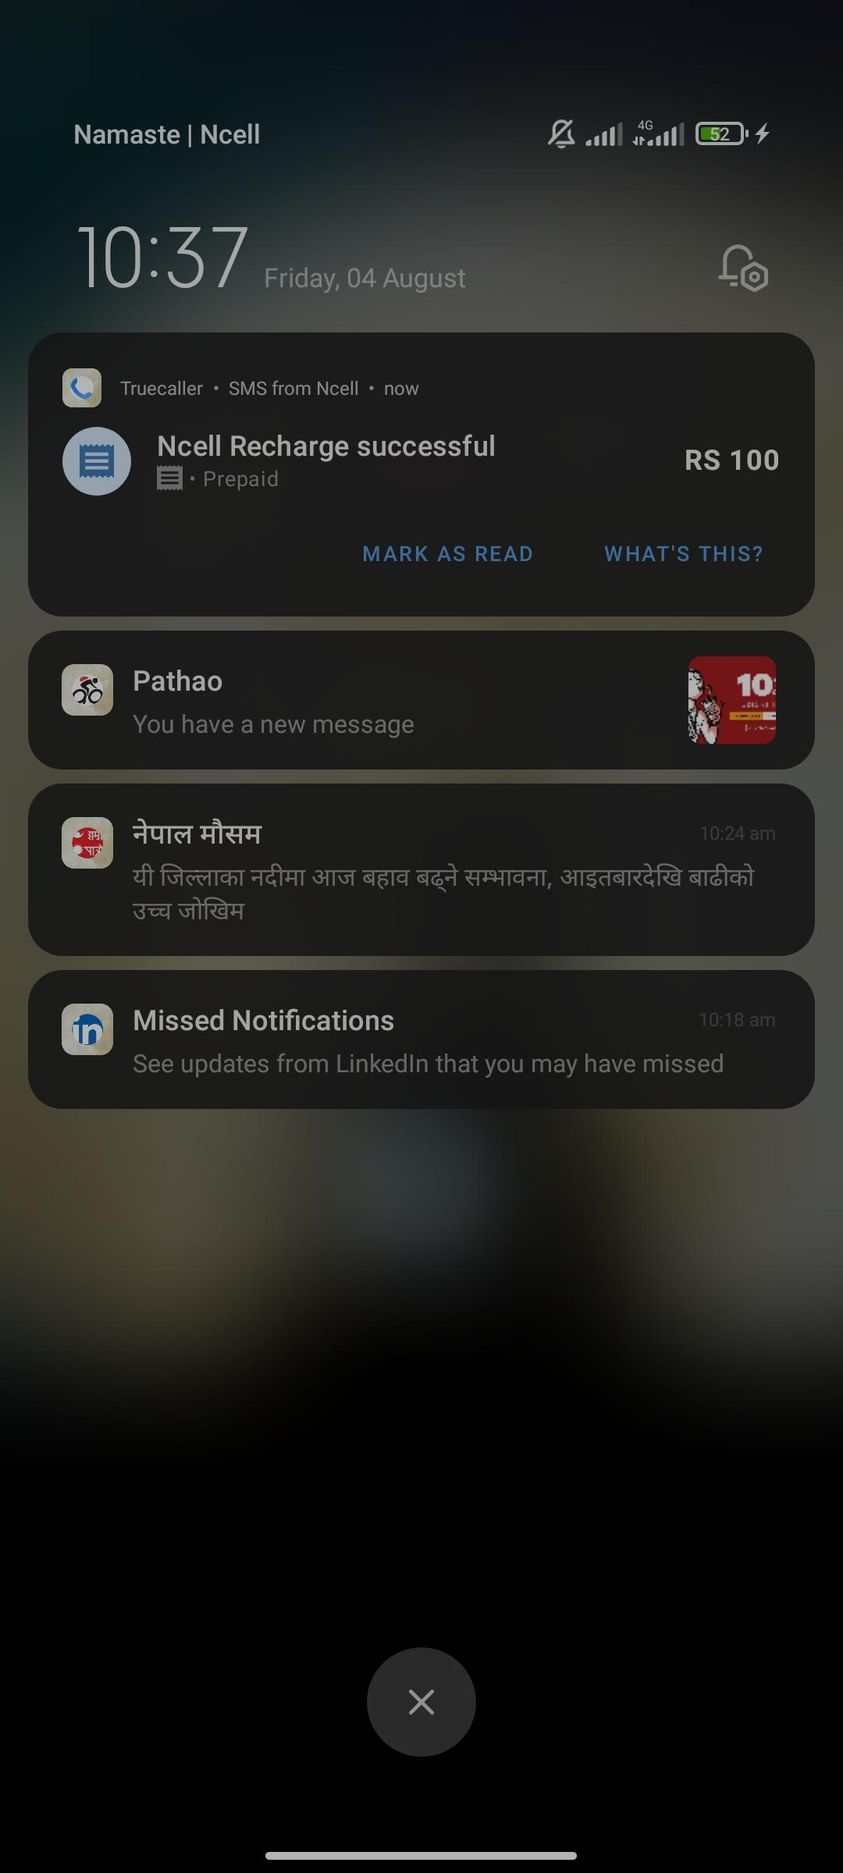 Namaste | Ncell
4G
52
10:37 Friday, 04 August
Truecaller • SMS from Ncell • now
Ncell Recharge successful
RS 100
• Prepaid
MARK AS READ WHAT'S THIS?
Pathao
You have a new message
10
नेपाल मौसम 10:24 am
यी जिल्लाका नदीमा आज बहाव बढ्ने सम्भावना, आइतबारदेखि बाढीको
उच्च जोखिम
Missed Notifications 10:18 am
in
See updates from LinkedIn that you may have missed